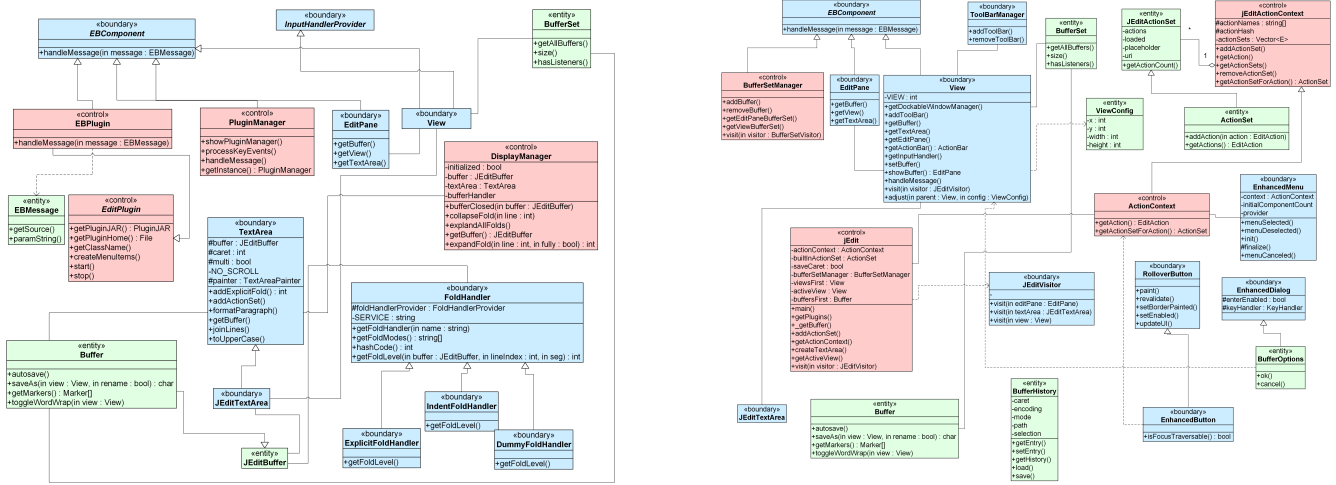 «boundary»
EBComponent
+handleMessage(in message : EBMessage)
«boundary»
InputHandlerProvider
«entity»
BufferSet
+getAllBuffers()
+size()
+hasListeners()
«control»
EBPlugin
+handleMessage(in message : EBMessage)
«control»
PluginManager
+showPluginManager()
+processKeyEvents()
+handleMessage()
+getInstance() : PluginManager
«boundary»
EditPane
+getBuffer()
+getView()
+getTextArea()
«boundary»
View
«control»
DisplayManager
-initialized : bool
-buffer : JEditBuffer
-textArea : TextArea
-bufferHandler
+bufferClosed(in buffer : JEditBuffer)
+collapseFold(in line : int)
+explandAllFolds()
+getBuffer() : JEditBuffer
+expandFold(in line : int, in fully : bool) : int
«entity»
EBMessage
+getSource()
+paramString()
«control»
EditPlugin
+getPluginJAR() : PluginJAR
+getPluginHome() : File
+getClassName()
+createMenuItems()
+start()
+stop()
«boundary»
TextArea
#buffer : JEditBuffer
#caret : int
#multi : bool
-NO_SCROLL
#painter : TextAreaPainter
+addExplicitFold() : int
+addActionSet()
+formatParagraph()
+getBuffer()
+joinLines()
+toUpperCase()
«boundary»
FoldHandler
#foldHandlerProvider : FoldHandlerProvider
-SERVICE : string
+getFoldHandler(in name : string)
+getFoldModes() : string[]
+hashCode() : int
+getFoldLevel(in buffer : JEditBuffer, in lineIndex : int, in seg) : int
«entity»
Buffer
+autosave()
+saveAs(in view : View, in rename : bool) : char
+getMarkers() : Marker[]
+toggleWordWrap(in view : View)
«boundary»
JEditTextArea
«entity»
JEditBuffer
«boundary»
ExplicitFoldHandler
+getFoldLevel()
«boundary»
IndentFoldHandler
+getFoldLevel()
«boundary»
DummyFoldHandler
+getFoldLevel()
«boundary»
EBComponent
+handleMessage(in message : EBMessage)
«boundary»
ToolBarManager
+addToolBar()
+removeToolBar()
«entity»
BufferSet
+getAllBuffers()
+size()
+hasListeners()
«entity»
JEditActionSet
-actions
-loaded
-placeholder
-uri
+getActionCount()
*
1
«control»
jEditActionContext
#actionNames : string[]
#actionHash
-actionSets : Vector<E>
+addActionSet()
+getAction()
+getActionSets()
+removeActionSet()
+getActionSetForAction() : ActionSet
«control»
BufferSetManager
+addBuffer()
+removeBuffer()
+getEditPaneBufferSet()
+getViewBufferSet()
+visit(in visitor : BufferSetVisitor)
«boundary»
EditPane
+getBuffer()
+getView()
+getTextArea()
«boundary»
View
-VIEW : int
+getDockableWindowManager()
+addToolBar()
+getBuffer()
+getTextArea()
+getEditPane()
+getActionBar() : ActionBar
+getInputHandler()
+setBuffer()
+showBuffer() : EditPane
+handleMessage()
+visit(in visitor : JEditVisitor)
+adjust(in parent : View, in config : ViewConfig)
«entity»
ViewConfig
-x : int
-y : int
-width : int
-height : int
«entity»
ActionSet
+addAction(in action : EditAction)
+getActions() : EditAction
«control»
ActionContext
+getAction() : EditAction
+getActionSetForAction() : ActionSet
«boundary»
EnhancedMenu
-context : ActionContext
-initialComponentCount
-provider
+menuSelected()
+menuDeselected()
+init()
#finalize()
+menuCanceled()
«control»
jEdit
-actionContext : ActionContext
-builtInActionSet : ActionSet
-saveCaret : bool
-bufferSetManager : BufferSetManager
-viewsFirst : View
-activeView : View
-buffersFirst : Buffer
+main()
+getPlugins()
+_getBuffer()
+addActionSet()
+getActionContext()
+createTextArea()
+getActiveView()
+visit(in visitor : JEditVisitor)
«boundary»
JEditVisitor
+visit(in editPane : EditPane)
+visit(in textArea : JEditTextArea)
+visit(in view : View)
«boundary»
RolloverButton
+paint()
+revalidate()
+setBorderPainted()
+setEnabled()
+updateUI()
«boundary»
EnhancedDialog
#enterEnabled : bool
#keyHandler : KeyHandler
«entity»
BufferOptions
+ok()
+cancel()
«boundary»
JEditTextArea
«entity»
Buffer
+autosave()
+saveAs(in view : View, in rename : bool) : char
+getMarkers() : Marker[]
+toggleWordWrap(in view : View)
«entity»
BufferHistory
-caret
-encoding
-mode
-path
-selection
+getEntry()
+setEntry()
+getHistory()
+load()
+save()
«boundary»
EnhancedButton
+isFocusTraversable() : bool